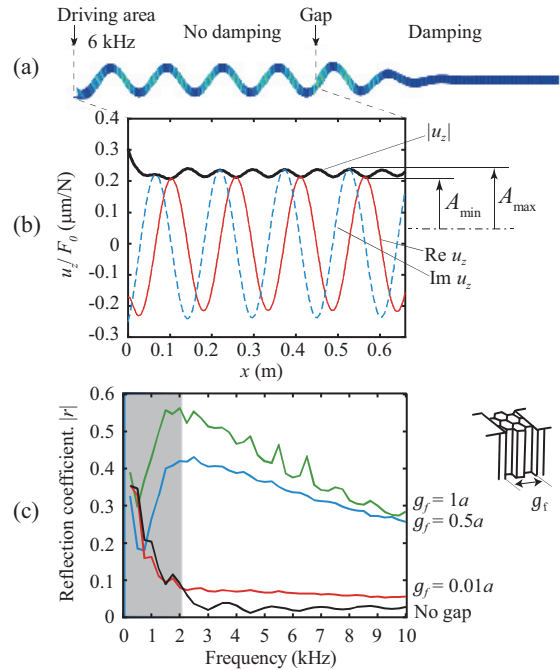 Driving area
6 kHz
No damping
Gap
Damping
(a)
0.4
0.3
0.2
0.1
0
-0.1
-0.2
-0.3
u_z / F_0 (μm/N)
(b)
|u_z|
A_min
A_max
Re u_z
Im u_z
0 0.1 0.2 0.3 0.4 0.5 0.6
x (m)
0.6
0.5
0.4
0.3
0.2
0.1
0
Reflection coefficient. |r|
(c)
g_f = 1a
g_f = 0.5a
g_f = 0.01a
No gap
g_f
0 1 2 3 4 5 6 7 8 9 10
Frequency (kHz)